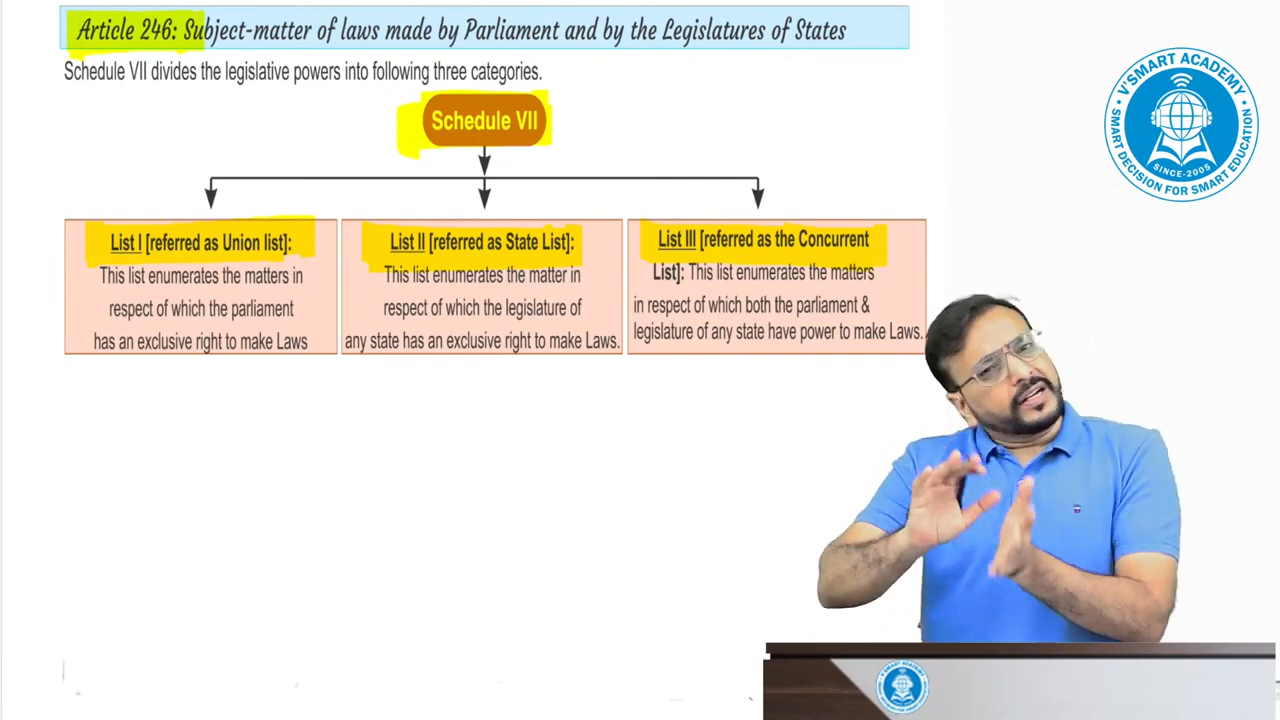 Article 246: Subject-matter of laws made by Parliament and by the Legislatures of States
Schedule VII divides the legislative powers into following three categories.
Schedule VII
List I [referred as Union list]:
This list enumerates the matters in
respect of which the parliament
has an exclusive right to make Laws
List II [referred as State List]:
This list enumerates the matter in
respect of which the legislature of
any state has an exclusive right to make Laws.
List III [referred as the Concurrent
List]: This list enumerates the matters
in respect of which both the parliament &
legislature of any state have power to make Laws.
V'SMART ACADEMY
SMART DECISION FOR SMART EDUCATION
SINCE-2005
V'SMART ACADEMY